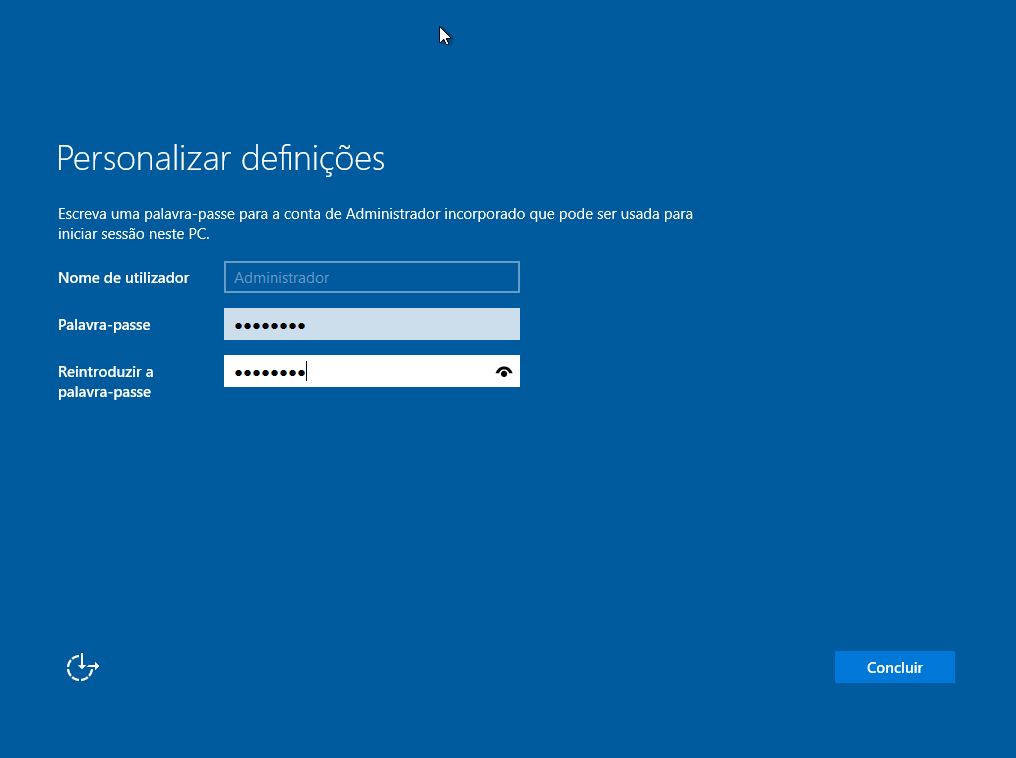 Personalizar definições
Escreva uma palavra-passe para a conta de Administrador incorporado que pode ser usada para
iniciar sessão neste PC.
Nome de utilizador
Administrador
Palavra-passe
••••••••
Reintroduzir a
palavra-passe
••••••••
Concluir